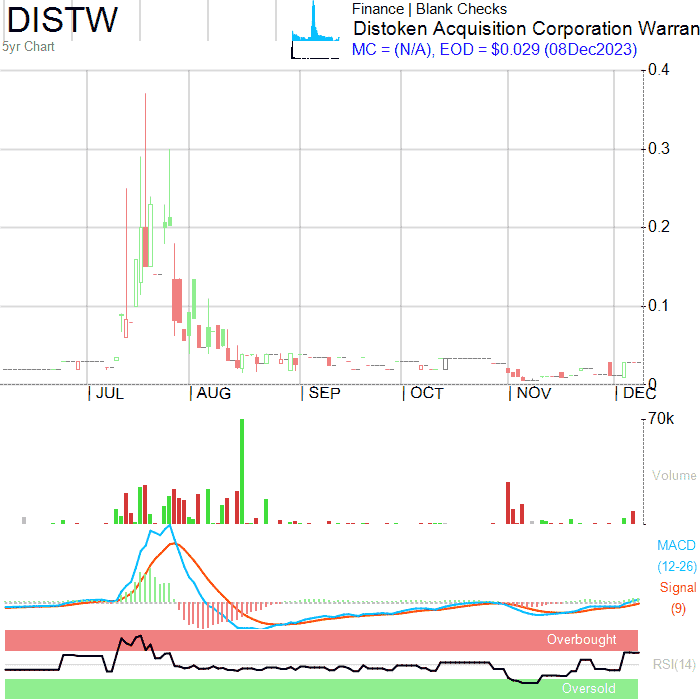 DISTW
5yr Chart
Finance | Blank Checks
Distoken Acquisition Corporation Warran
MC = (N/A), EOD = $0.029 (08Dec2023)
0.4
0.3
0.2
0.1
0
JUL AUG SEP OCT NOV DEC
70k
Volume
MACD
(12-26)
Signal
(9)
Overbought
RSI(14)
Oversold